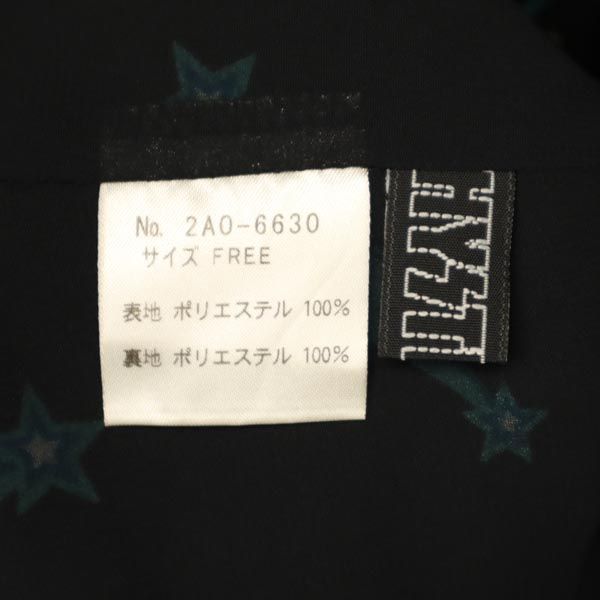 No. 2A0-6630
サイズ FREE
表地 ポリエステル 100%
裏地 ポリエステル 100%